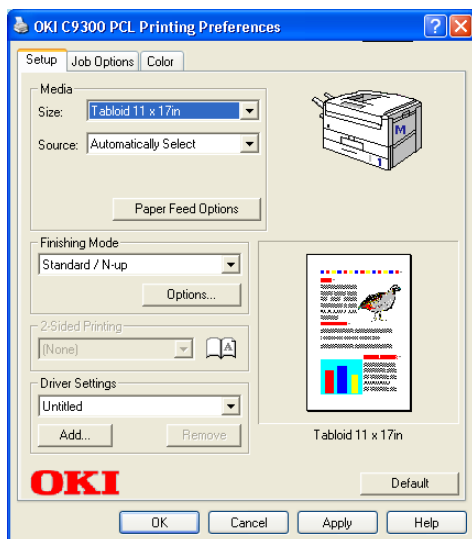 OKI C9300 PCL Printing Preferences
Setup Job Options Color
Media
Size: Tabloid 11 x 17in
Source: Automatically Select
Paper Feed Options
M
1
Finishing Mode
Standard / N-up
Options...
2-Sided Printing
(None)
A
Driver Settings
Untitled
Add... Remove
Tabloid 11 x 17in
OKI
Default
OK Cancel Apply Help